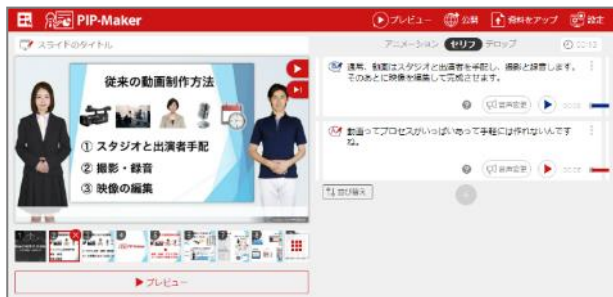 PIP-Maker
プレビュー
公開
資料をアップ
設定
スライドのタイトル
アニメーション
セリフ
テロップ
従来の動画制作方法
① スタジオと出演者手配
② 撮影・録音
③ 映像の編集
通常、動画はスタジオと出演者を手配し、撮影と録音します。
そのあとに映像を編集して完成させます。
音声変更
動画ってプロセスがいっぱいあって手軽には作れないんです
ね。
音声変更
並び替え
プレビュー